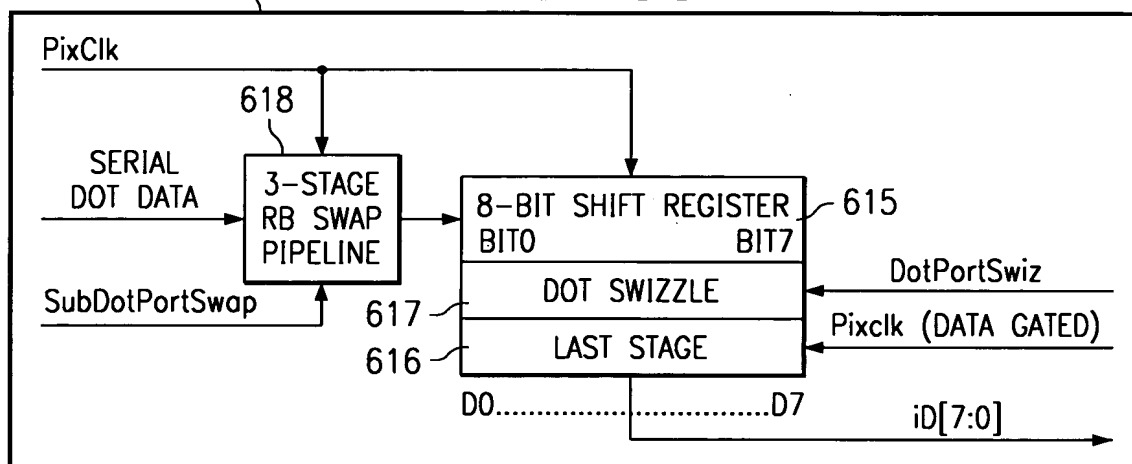 PixClk
618
SERIAL
DOT DATA
3-STAGE
RB SWAP
PIPELINE
8-BIT SHIFT REGISTER
BIT0 BIT7
615
DOT SWIZZLE
DotPortSwiz
SubDotPortSwap
617
LAST STAGE
Pixclk (DATA GATED)
616
D0..............................D7
iD[7:0]